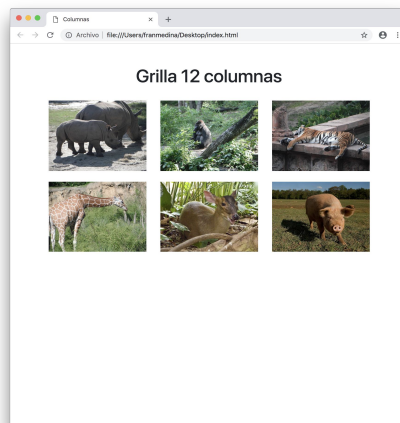 Columnas
Archivo | file:///Users/franmedina/Desktop/index.html
Grilla 12 columnas